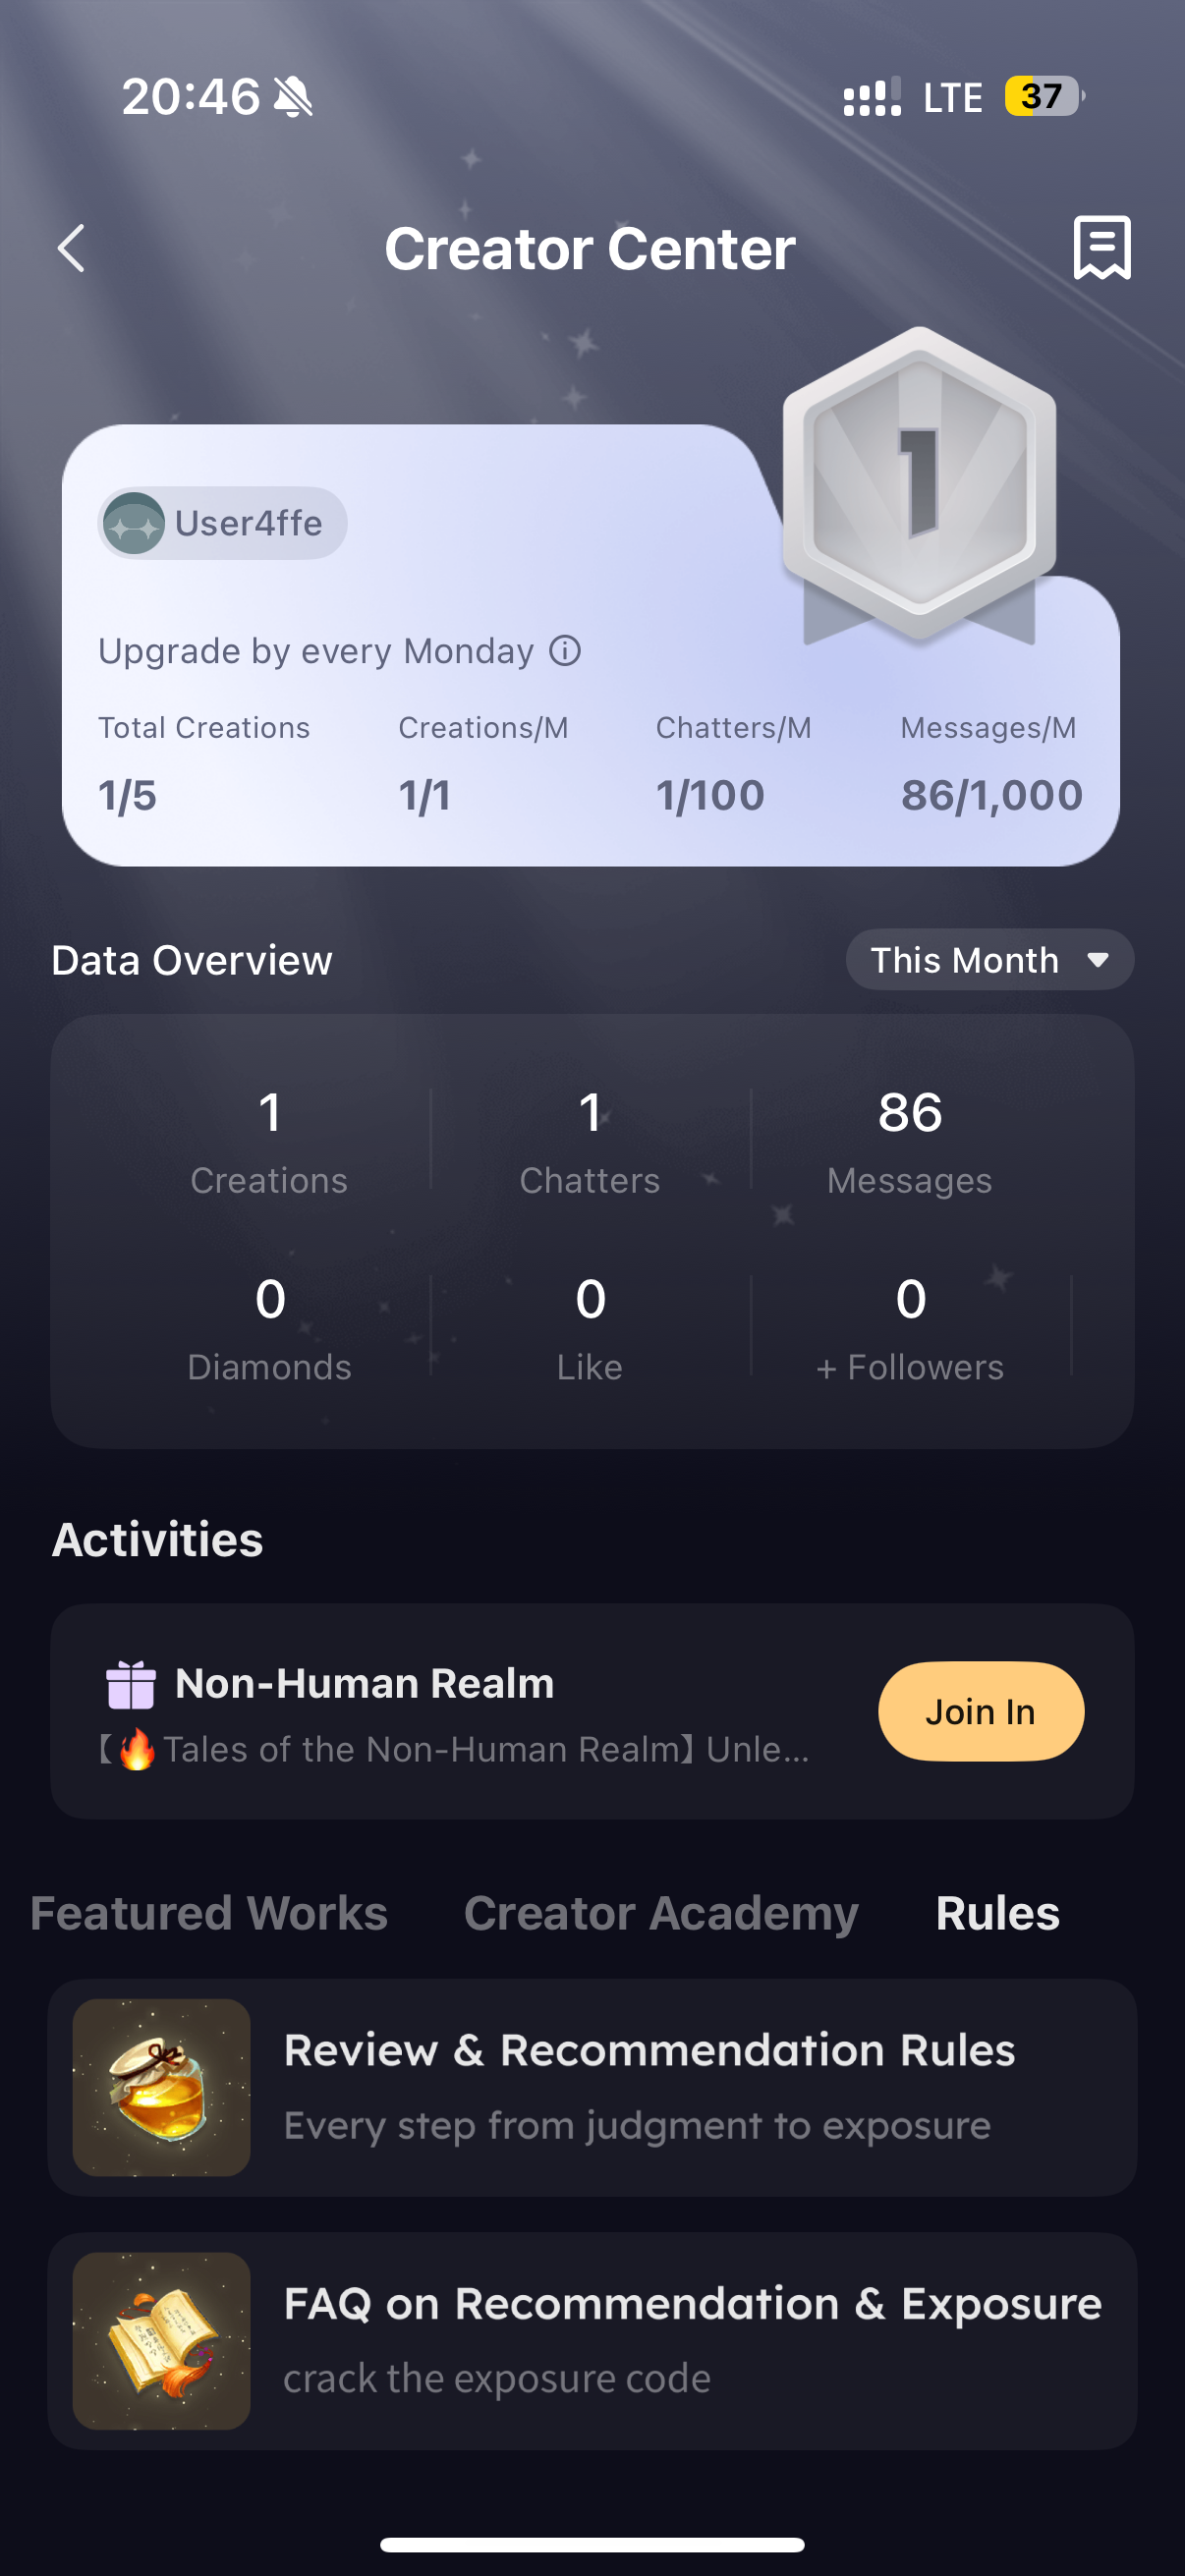 20:46
LTE 37
Creator Center
1
User4ffe
Upgrade by every Monday
Total Creations Creations/M Chatters/M Messages/M
1/5 1/1 1/100 86/1,000
Data Overview This Month
1 1 86
Creations Chatters Messages
0 0 0
Diamonds Like + Followers
Activities
Non-Human Realm
【🔥Tales of the Non-Human Realm】Unle...
Join In
Featured Works Creator Academy Rules
Review & Recommendation Rules
Every step from judgment to exposure
FAQ on Recommendation & Exposure
crack the exposure code